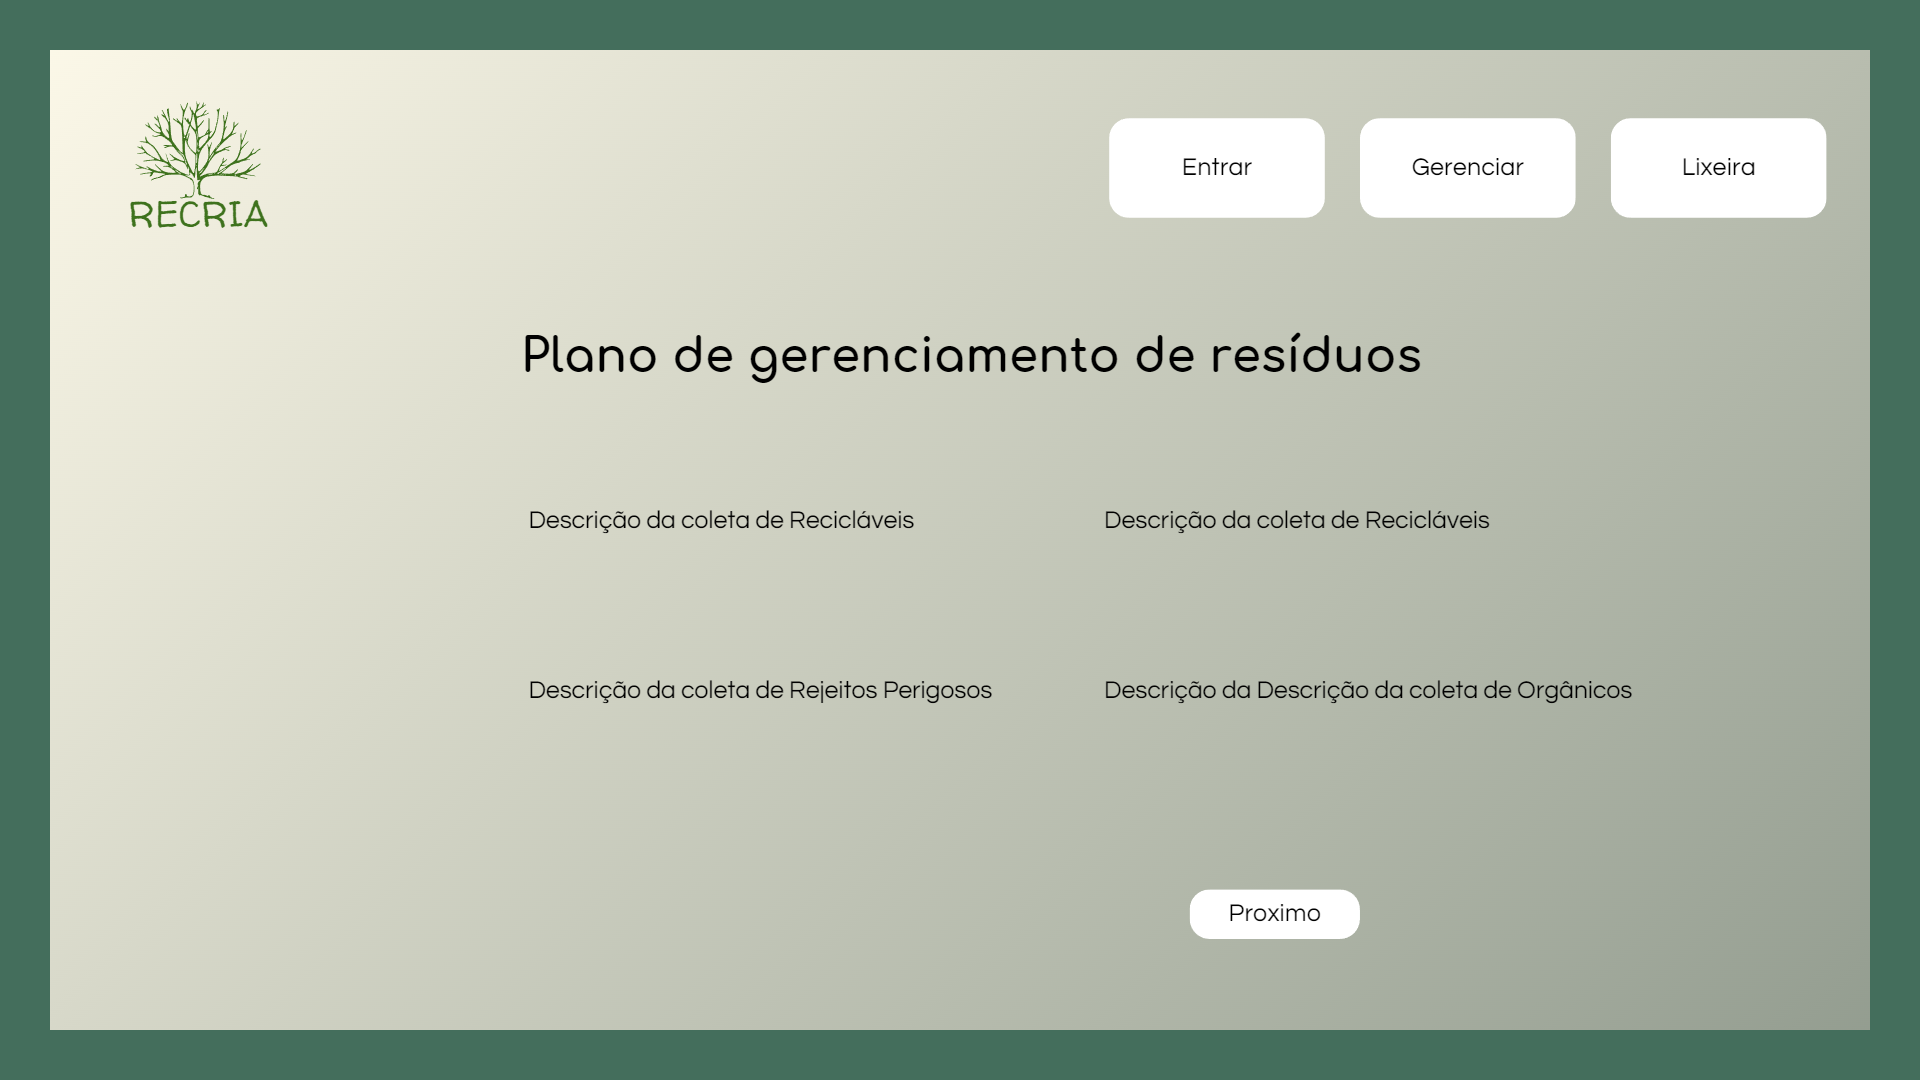 RECRIA
Entrar
Gerenciar
Lixeira
Plano de gerenciamento de resíduos
Descrição da coleta de Recicláveis
Descrição da coleta de Recicláveis
Descrição da coleta de Rejeitos Perigosos
Descrição da Descrição da coleta de Orgânicos
Proximo